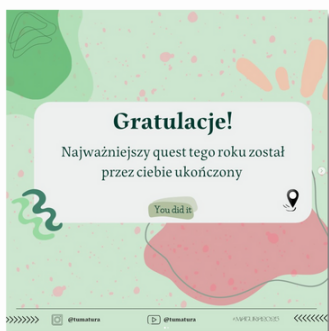 Gratulacje!
Najważniejszy quest tego roku został
przez ciebie ukończony
You did it
@tumatura @tumatura